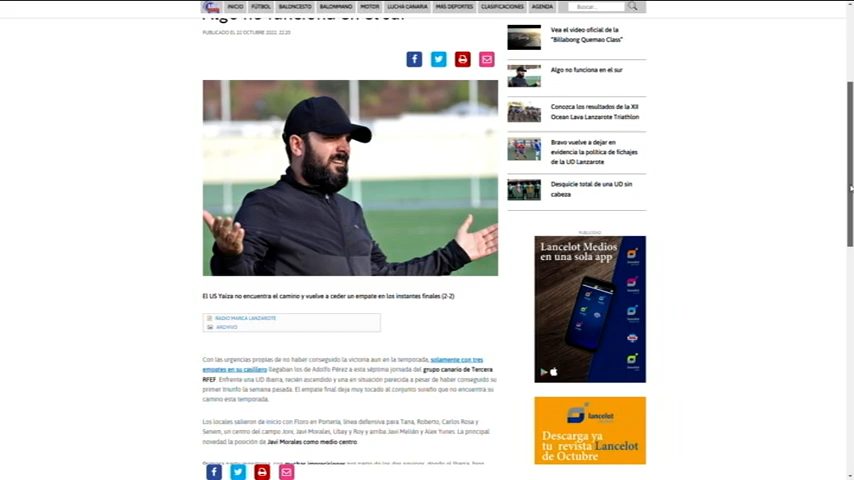 INICIO FÚTBOL BALONCESTO BALONMANO MOTOR LUCHA CANARIA MÁS DEPORTES CLASIFICACIONES AGENDA Buscar...
Algo no funciona en el sur
PUBLICADO EL 22 OCTUBRE 2022, 22:20
El US Yaiza no encuentra el camino y vuelve a ceder un empate en los instantes finales (2-2)
RADIO MARCA LANZAROTE
ARCHIVO
Con las urgencias propias de no haber conseguido la victoria aun en la temporada, solamente con tres
empates en su casillero llegaban los de Adolfo Pérez a esta séptima jornada del grupo canario de Tercera
RFEF. Enfrente una UD Ibarra, recién ascendido y una en situación parecida a pesar de haber conseguido su
primer triunfo la semana pasada. El empate final deja muy tocado al conjunto sureño que no encuentra su
camino esta temporada.
Los locales salieron de inicio con Floro en Portería, línea defensiva para Tana, Roberto, Carlos Rosa y
Senem, un centro del campo Joni, Javi Morales, Ubay y Roy y arriba Javi Melián y Alex Yunes. La principal
novedad la posición de Javi Morales como medio centro.
Vea el vídeo oficial de la
"Billabong Quemao Class"
Algo no funciona en el sur
Conozca los resultados de la XII
Ocean Lava Lanzarote Triathlon
Bravo vuelve a dejar en
evidencia la política de fichajes
de la UD Lanzarote
Desquicie total de una UD sin
cabeza
PUBLICIDAD
Lancelot Medios
en una sola app
lancelot
Descarga ya
tu revista Lancelot
de Octubre